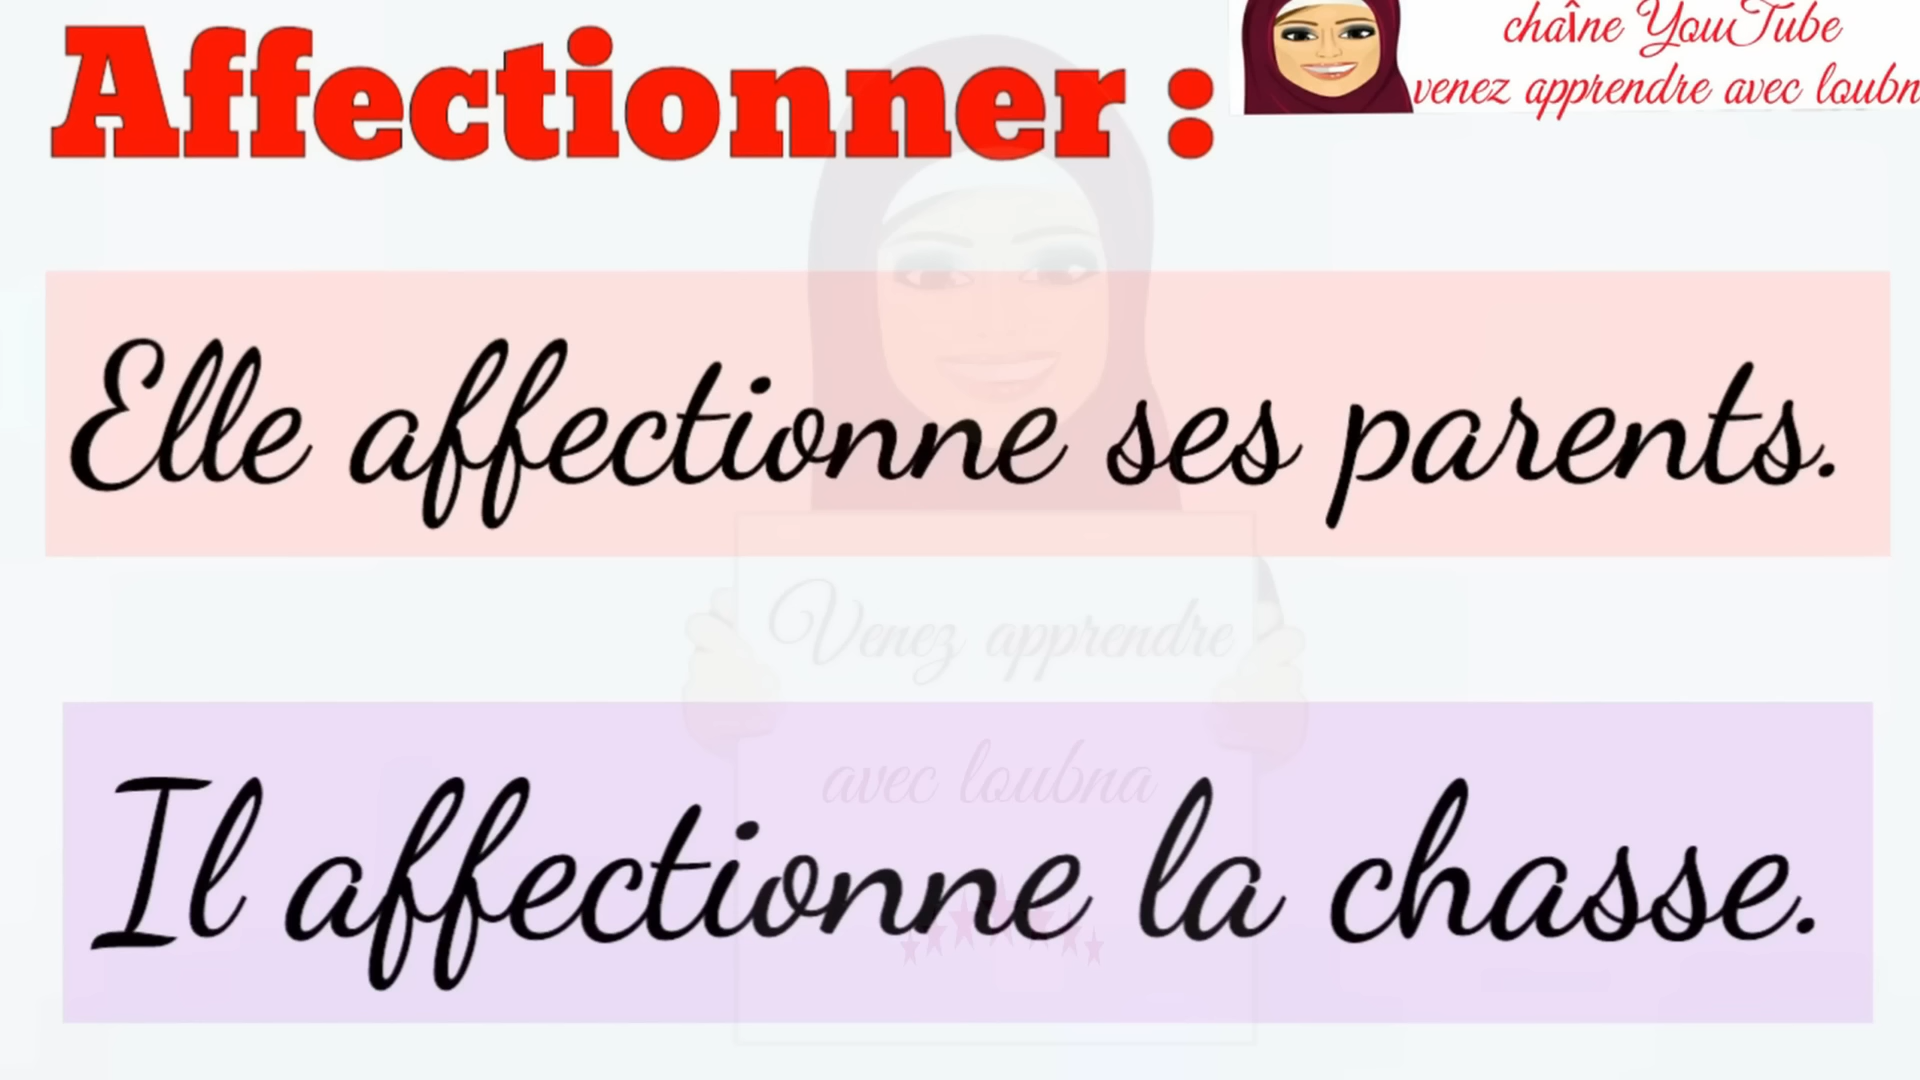 Affectionner :
chaîne YouTube
venez apprendre avec loubn
Elle affectionne ses parents.
Venez apprendre
avec loubna
Il affectionne la chasse.